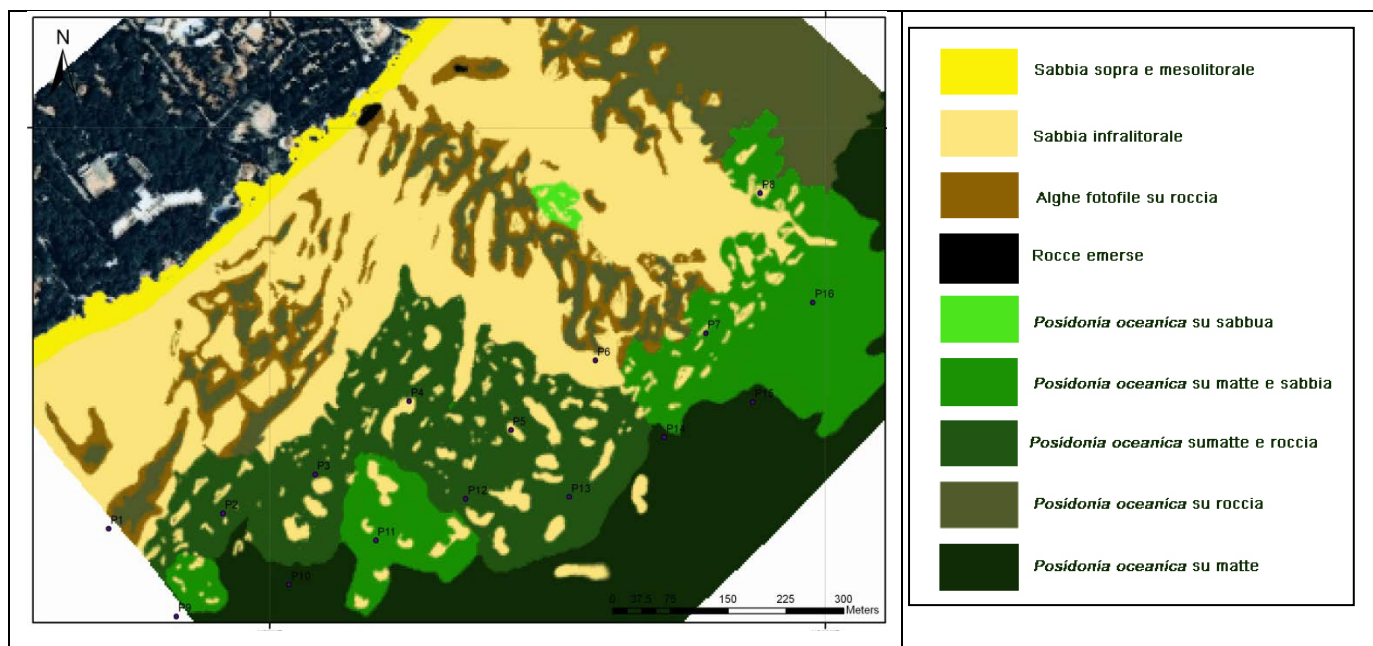 N
P8
P16
P7
P6
P15
P4
P5
P14
P3
P12
P13
P2
P1
P11
P10
P9
0 37.5 75 150 225 300
Meters
Sabbia sopra e mesolitorale
Sabbia infralitorale
Alghe fotofile su roccia
Rocce emerse
Posidonia oceanica su sabbua
Posidonia oceanica su matte e sabbia
Posidonia oceanica sumatte e roccia
Posidonia oceanica su roccia
Posidonia oceanica su matte